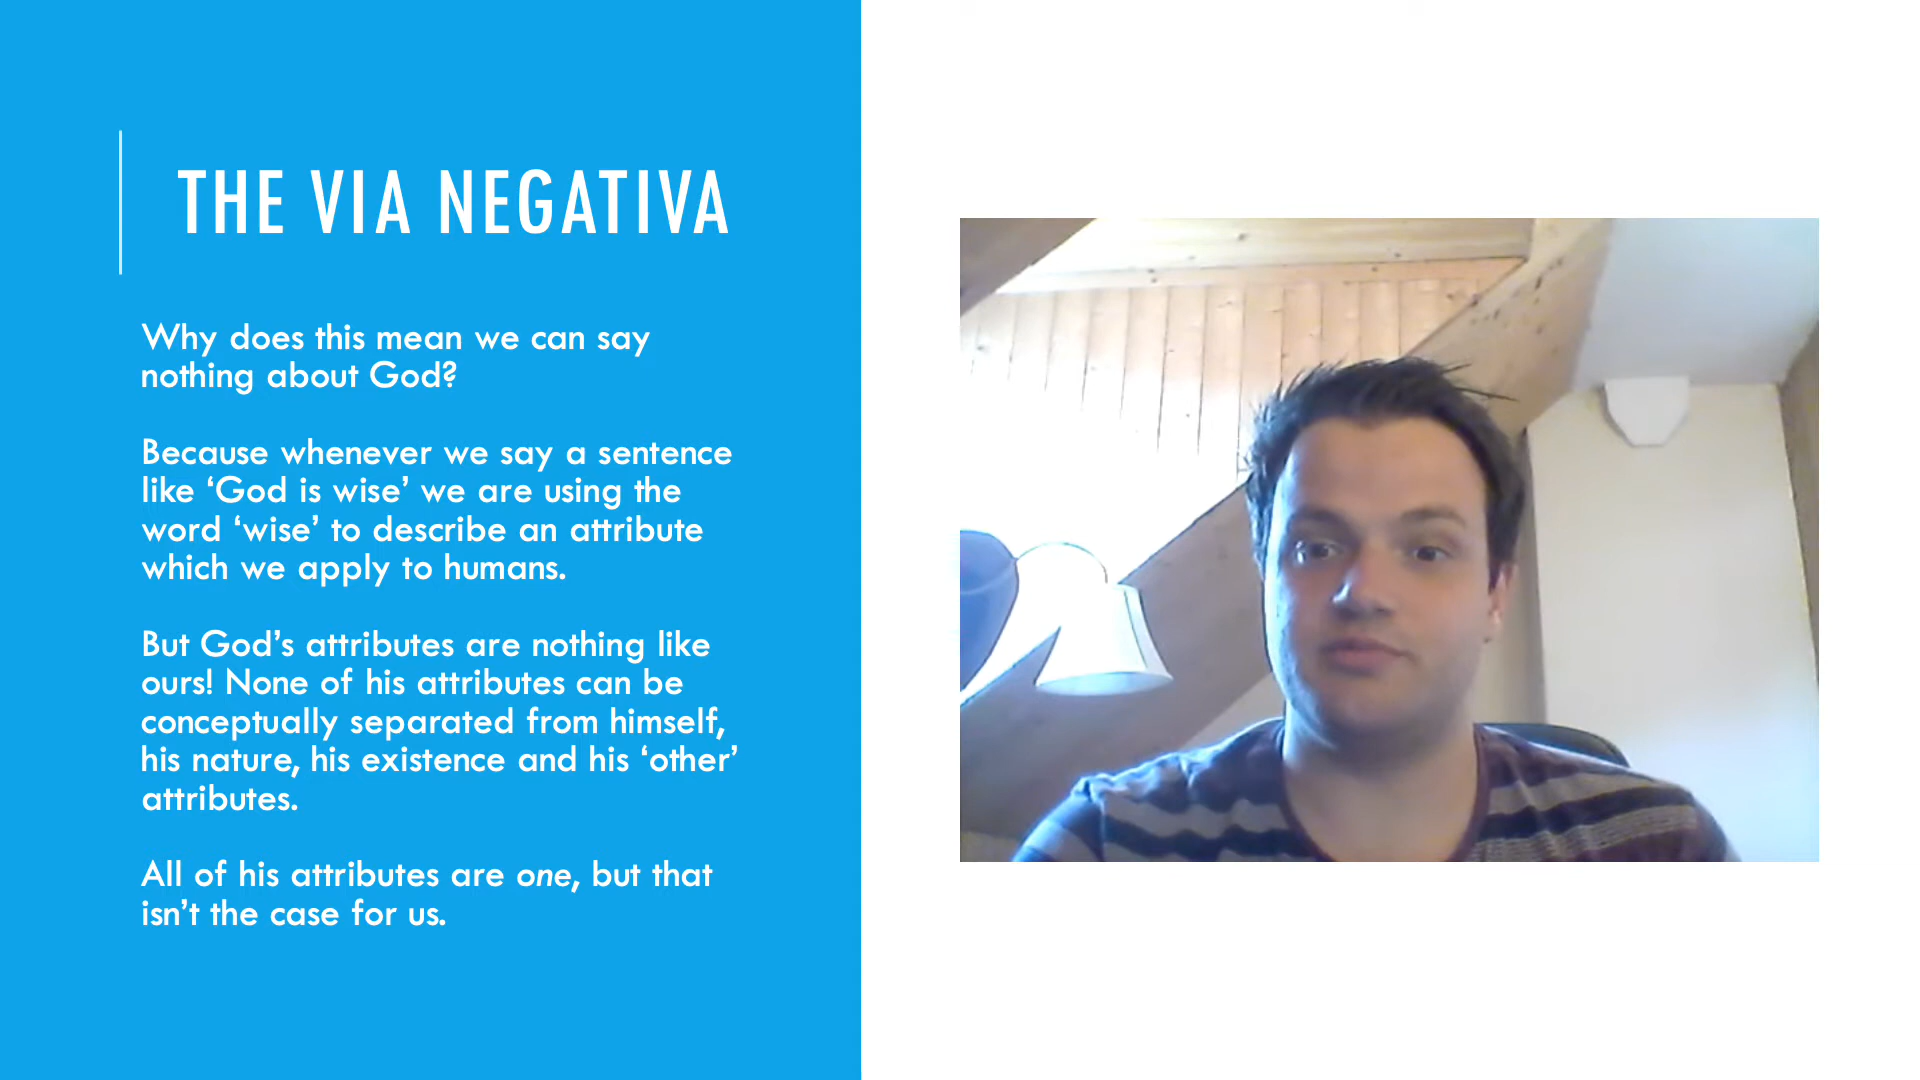 THE VIA NEGATIVA
Why does this mean we can say
nothing about God?
Because whenever we say a sentence
like ‘God is wise’ we are using the
word ‘wise’ to describe an attribute
which we apply to humans.
But God’s attributes are nothing like
ours! None of his attributes can be
conceptually separated from himself,
his nature, his existence and his ‘other’
attributes.
All of his attributes are one, but that
isn’t the case for us.